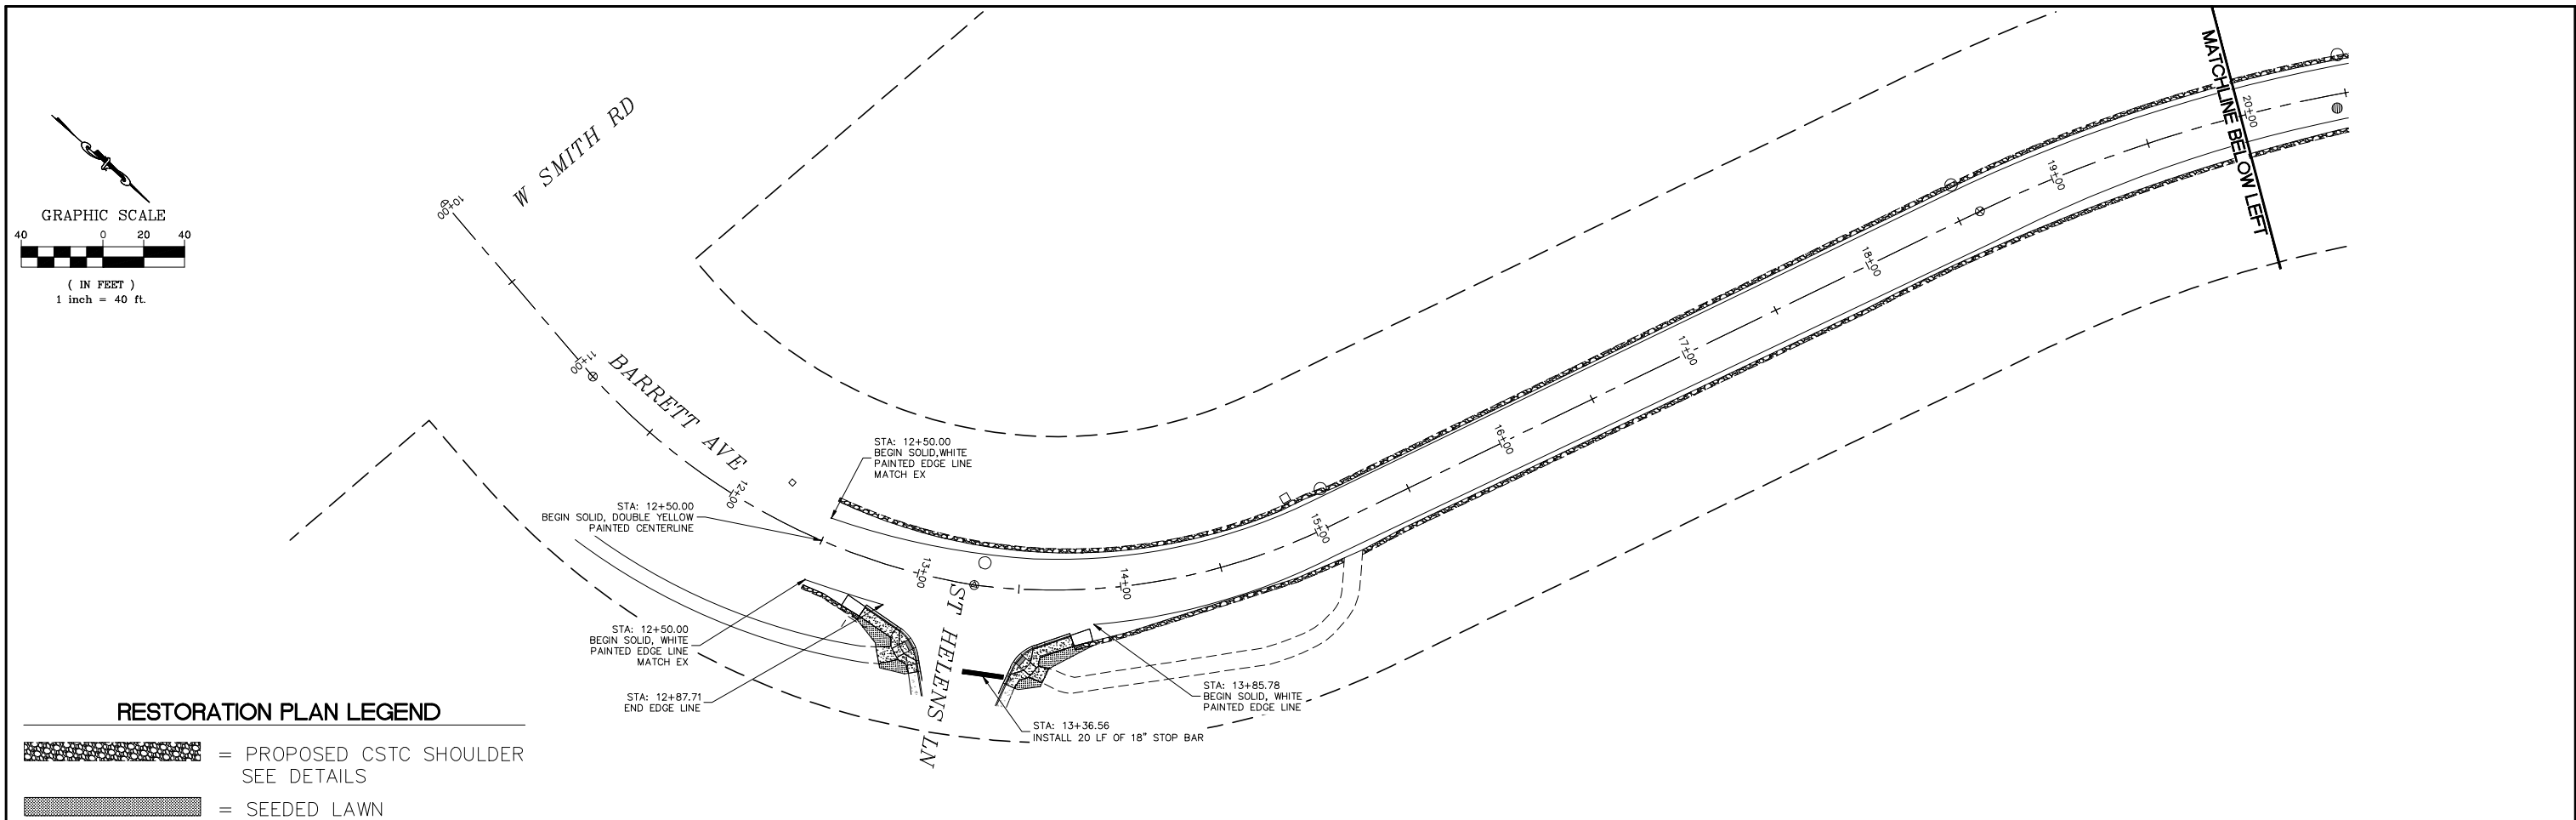 W SMITH RD
MATCHLINE BELOW LEFT
20+00
19+00
18+00
17+00
16+00
15+00
14+00
13+00
12+00
11+00
10+00
GRAPHIC SCALE
40 0 20 40
( IN FEET )
1 inch = 40 ft.
BARRETT AVE
STA: 12+50.00
BEGIN SOLID,WHITE
PAINTED EDGE LINE
MATCH EX
STA: 12+50.00
BEGIN SOLID, DOUBLE YELLOW
PAINTED CENTERLINE
ST HELENS LN
STA: 12+50.00
BEGIN SOLID, WHITE
PAINTED EDGE LINE
MATCH EX
STA: 12+87.71
END EDGE LINE
STA: 13+85.78
BEGIN SOLID, WHITE
PAINTED EDGE LINE
STA: 13+36.56
INSTALL 20 LF OF 18" STOP BAR
RESTORATION PLAN LEGEND
= PROPOSED CSTC SHOULDER
SEE DETAILS
= SEEDED LAWN